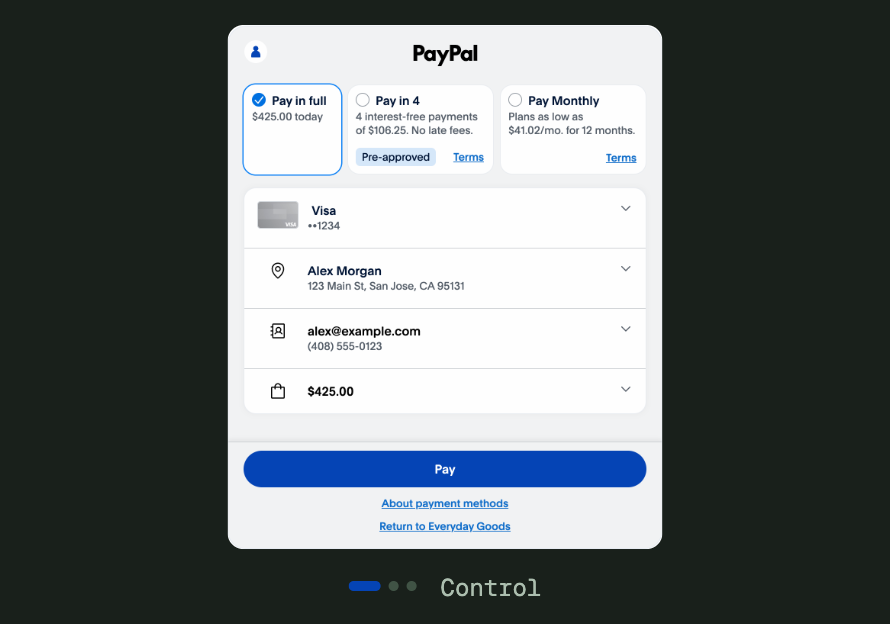 PayPal
Pay in full
$425.00 today
Pay in 4
4 interest-free payments
of $106.25. No late fees.
Pre-approved
Terms
Pay Monthly
Plans as low as
$41.02/mo. for 12 months.
Terms
VISA
Visa
••1234
Alex Morgan
123 Main St, San Jose, CA 95131
alex@example.com
(408) 555-0123
$425.00
Pay
About payment methods
Return to Everyday Goods
Control